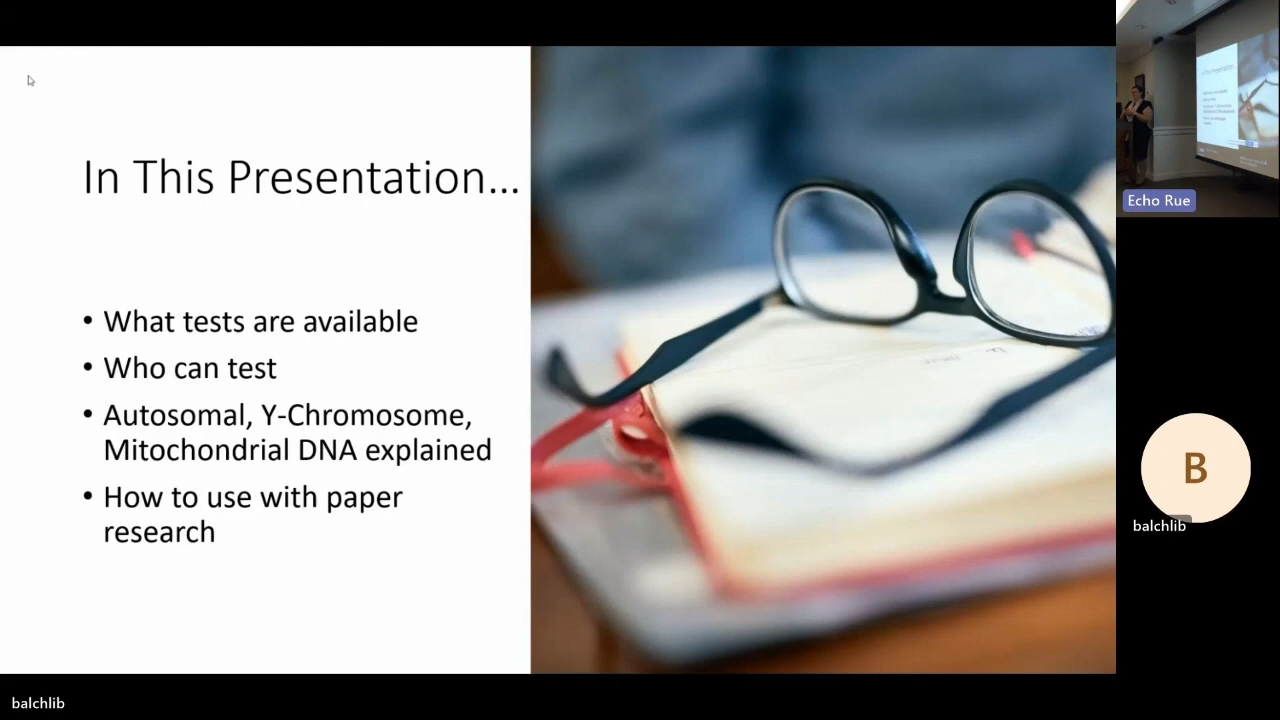 In This Presentation...
• What tests are available
• Who can test
• Autosomal, Y-Chromosome,
Mitochondrial DNA explained
• How to use with paper
research
Echo Rue
B
balchlib
balchlib